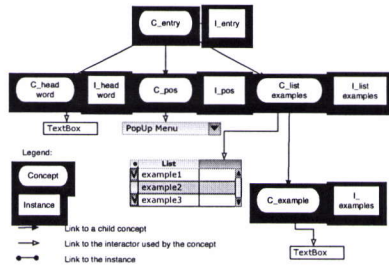 C_entry
I_entry
C_head
word
I_head
word
C_pos
I_pos
C_list
examples
I_list
examples
TextBox
PopUp Menu
List
example1
example2
example3
Legend:
Concept
Instance
C_example
I_
examples
TextBox
Link to a child concept
Link to the interactor used by the concept
Link to the instance